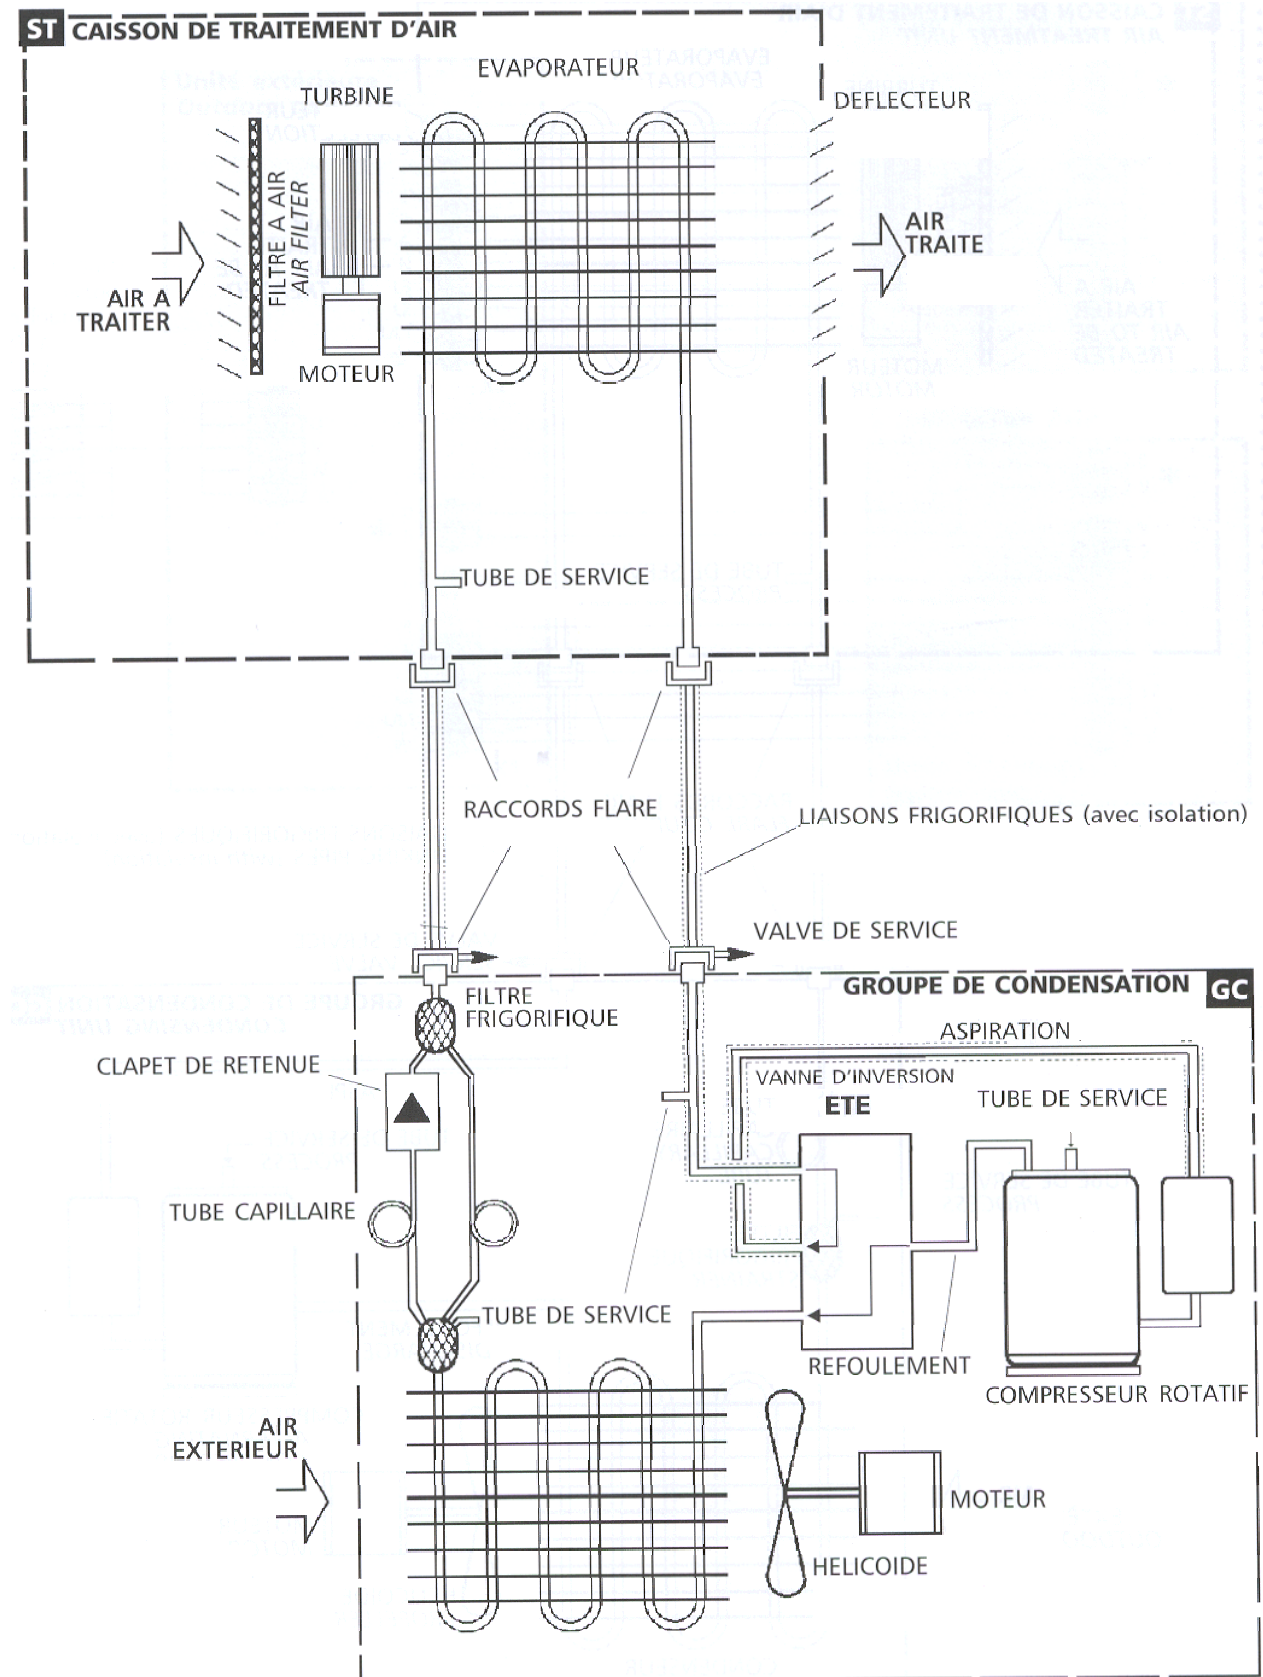 ST CAISSON DE TRAITEMENT D'AIR
EVAPORATEUR
TURBINE
DEFLECTEUR
FILTRE A AIR
AIR FILTER
AIR
TRAITE
AIR A
TRAITER
MOTEUR
TUBE DE SERVICE
RACCORDS FLARE
LIAISONS FRIGORIFIQUES (avec isolation)
VALVE DE SERVICE
GROUPE DE CONDENSATION GC
FILTRE
FRIGORIFIQUE
ASPIRATION
CLAPET DE RETENUE
VANNE D'INVERSION
ETE
TUBE DE SERVICE
TUBE CAPILLAIRE
TUBE DE SERVICE
REFOULEMENT
COMPRESSEUR ROTATIF
AIR
EXTERIEUR
MOTEUR
HELICOIDE